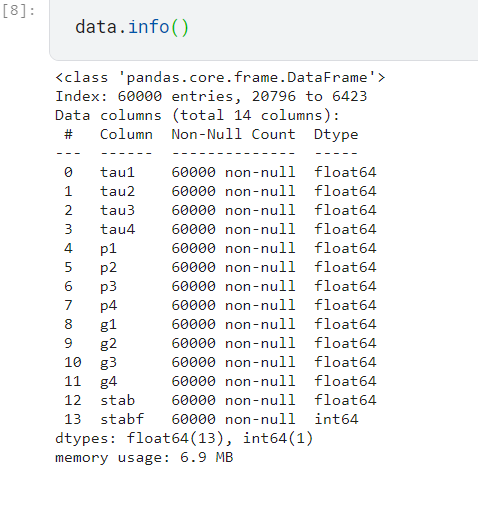 [8]:
data.info()
<class 'pandas.core.frame.DataFrame'>
Index: 60000 entries, 20796 to 6423
Data columns (total 14 columns):
 #   Column  Non-Null Count  Dtype
---  ------  --------------  -----
 0   tau1    60000 non-null  float64
 1   tau2    60000 non-null  float64
 2   tau3    60000 non-null  float64
 3   tau4    60000 non-null  float64
 4   p1      60000 non-null  float64
 5   p2      60000 non-null  float64
 6   p3      60000 non-null  float64
 7   p4      60000 non-null  float64
 8   g1      60000 non-null  float64
 9   g2      60000 non-null  float64
 10  g3      60000 non-null  float64
 11  g4      60000 non-null  float64
 12  stab    60000 non-null  float64
 13  stabf   60000 non-null  int64
dtypes: float64(13), int64(1)
memory usage: 6.9 MB